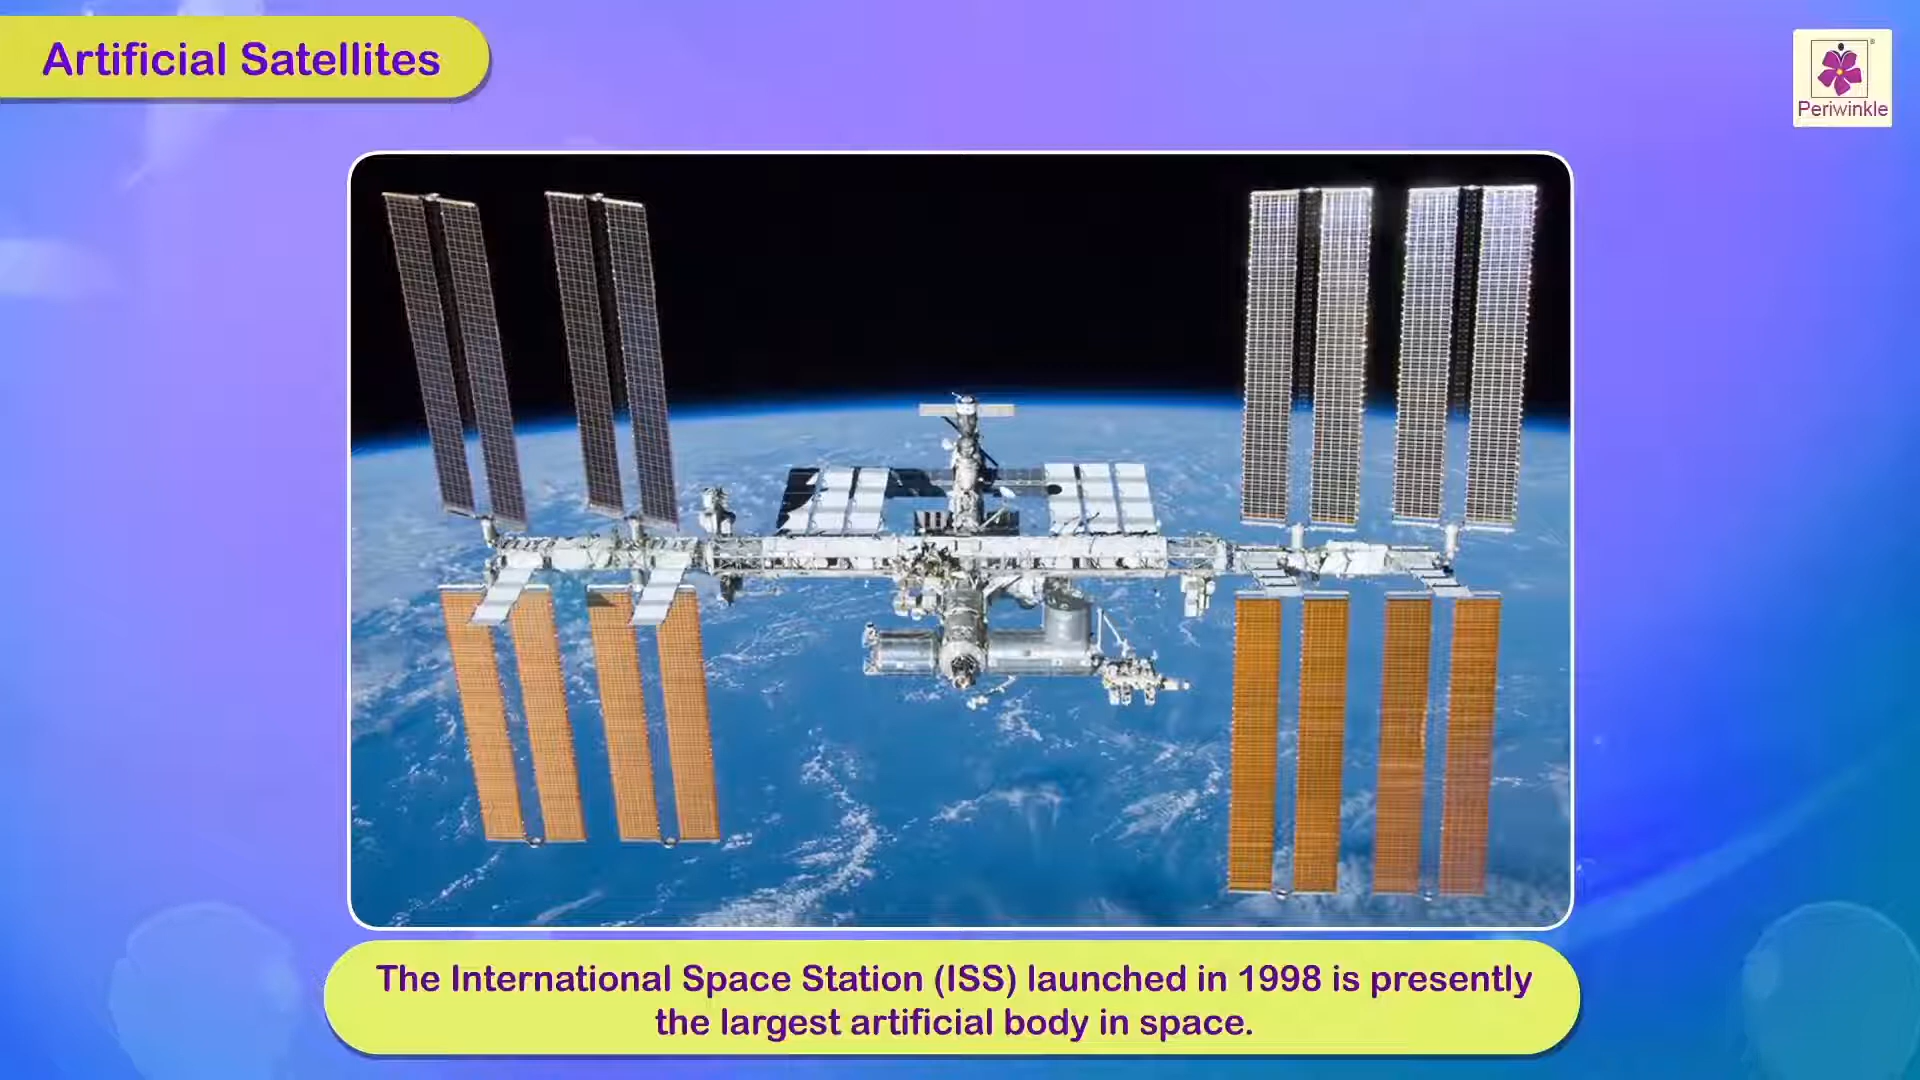 Artificial Satellites
Periwinkle
The International Space Station (ISS) launched in 1998 is presently
the largest artificial body in space.